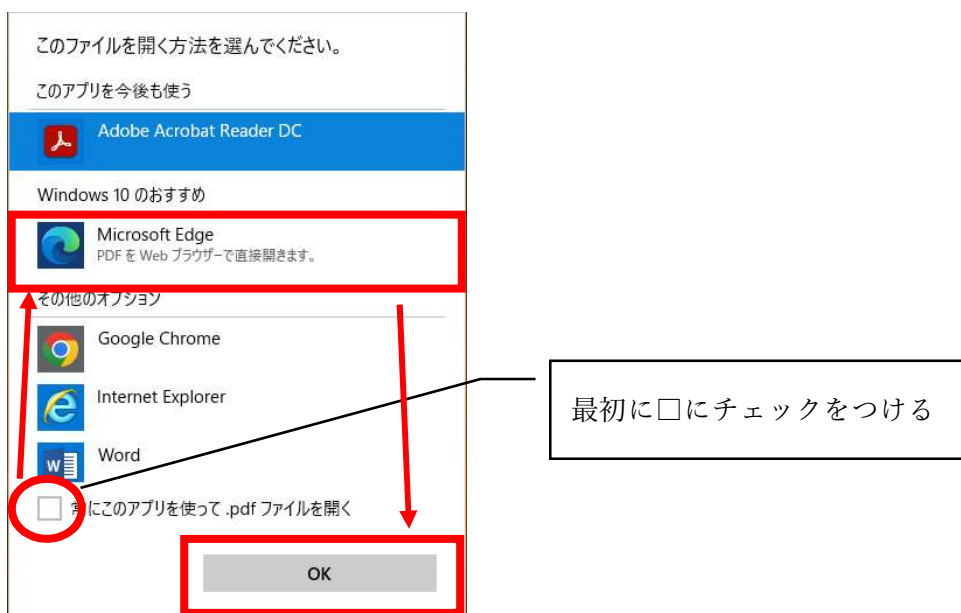 このファイルを開く方法を選んでください。
このアプリを今後も使う
Adobe Acrobat Reader DC
Windows 10 のおすすめ
Microsoft Edge
PDF を Web ブラウザーで直接開きます。
その他のオプション
Google Chrome
Internet Explorer
最初に□にチェックをつける
Word
常にこのアプリを使って .pdf ファイルを開く
OK